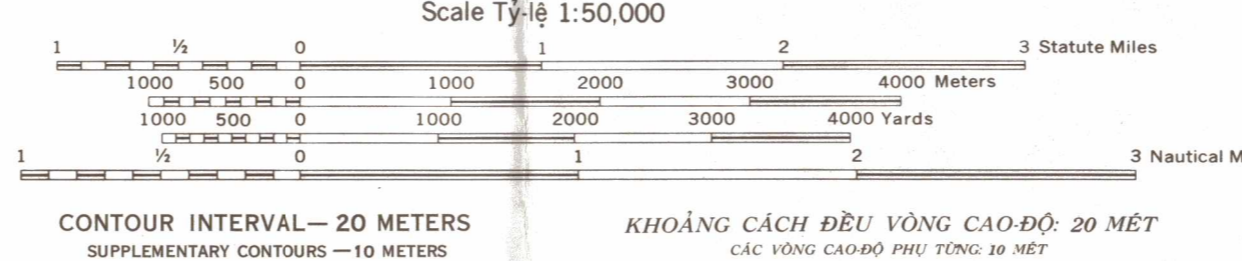 Scale Tỷ-lệ 1:50,000
1 ½ 0 1 2 3 Statute Miles
1000 500 0 1000 2000 3000 4000 Meters
1000 500 0 1000 2000 3000 4000 Yards
1 ½ 0 1 2 3 Nautical M
CONTOUR INTERVAL— 20 METERS
SUPPLEMENTARY CONTOURS —10 METERS
KHOẢNG CÁCH ĐỀU VÒNG CAO-ĐỘ: 20 MÉT
CÁC VÒNG CAO-ĐỘ PHỤ TÙNG: 10 MÉT